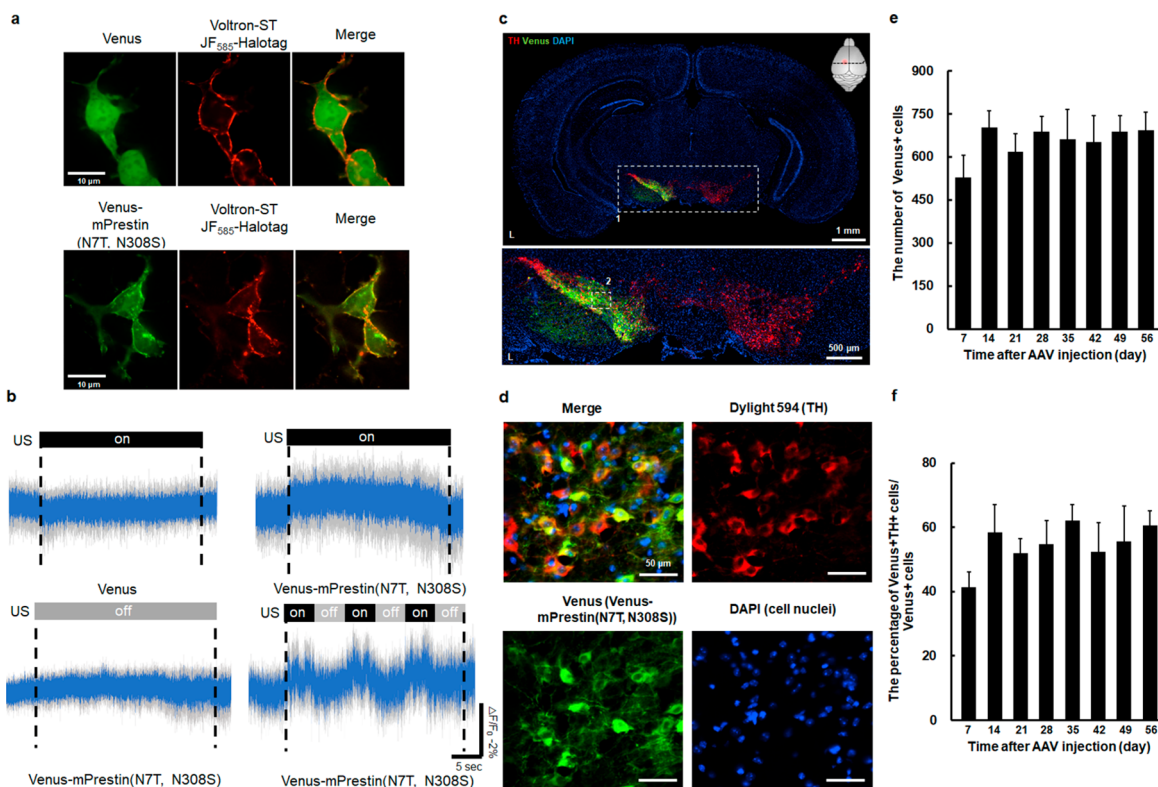 a
Venus
Voltron-ST
JF585-Halotag
Merge
10 µm
Venus-
mPrestin
(N7T, N308S)
Voltron-ST
JF585-Halotag
Merge
10 µm
b
US
on
Venus
US
on
Venus-mPrestin(N7T, N308S)
US
off
Venus-mPrestin(N7T, N308S)
US
on off on off on off
Venus-mPrestin(N7T, N308S)
△F/F0 -2%
5 sec
c
TH Venus DAPI
1
L
1 mm
2
L
500 µm
d
Merge
50 µm
Dylight 594 (TH)
Venus (Venus-
mPrestin(N7T, N308S))
DAPI (cell nuclei)
e
The number of Venus+ cells
900
750
600
450
300
150
0
7 14 21 28 35 42 49 56
Time after AAV injection (day)
f
The percentage of Venus+TH+ cells/
Venus+ cells
80
60
40
20
0
7 14 21 28 35 42 49 56
Time after AAV injection (day)